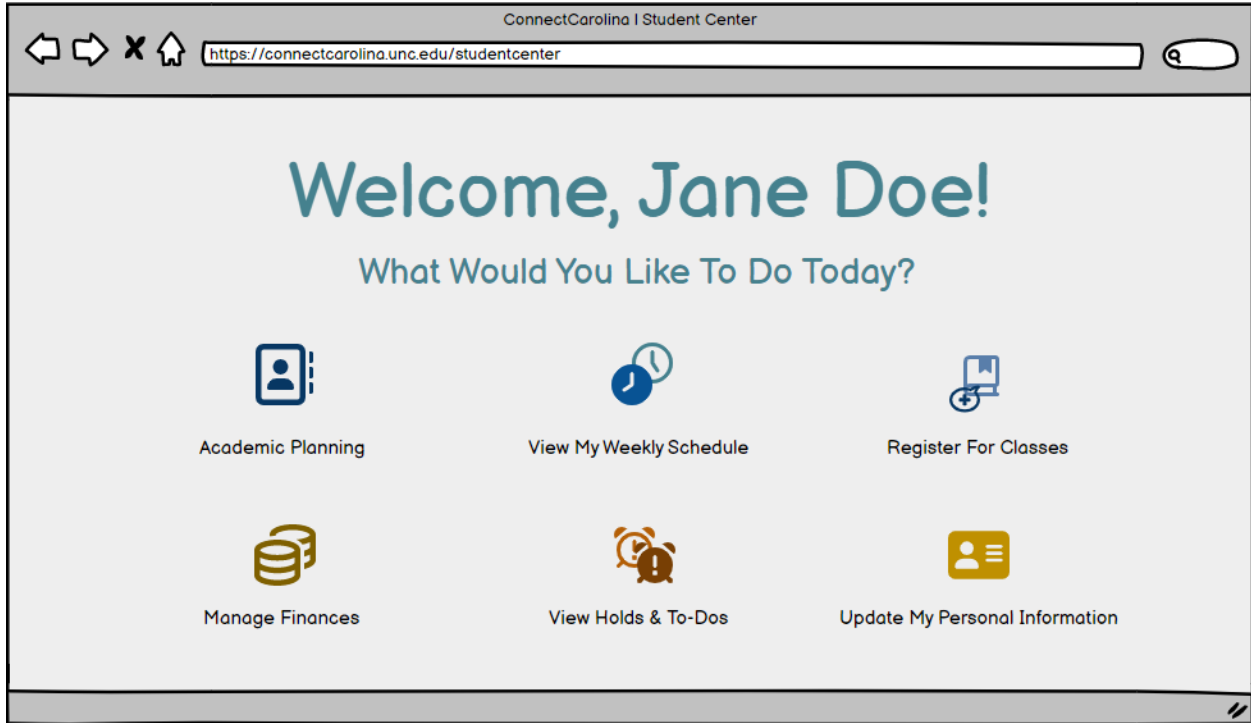 ConnectCarolina | Student Center
https://connectcarolina.unc.edu/studentcenter
Welcome, Jane Doe!
What Would You Like To Do Today?
Academic Planning
View My Weekly Schedule
Register For Classes
Manage Finances
View Holds & To-Dos
Update My Personal Information